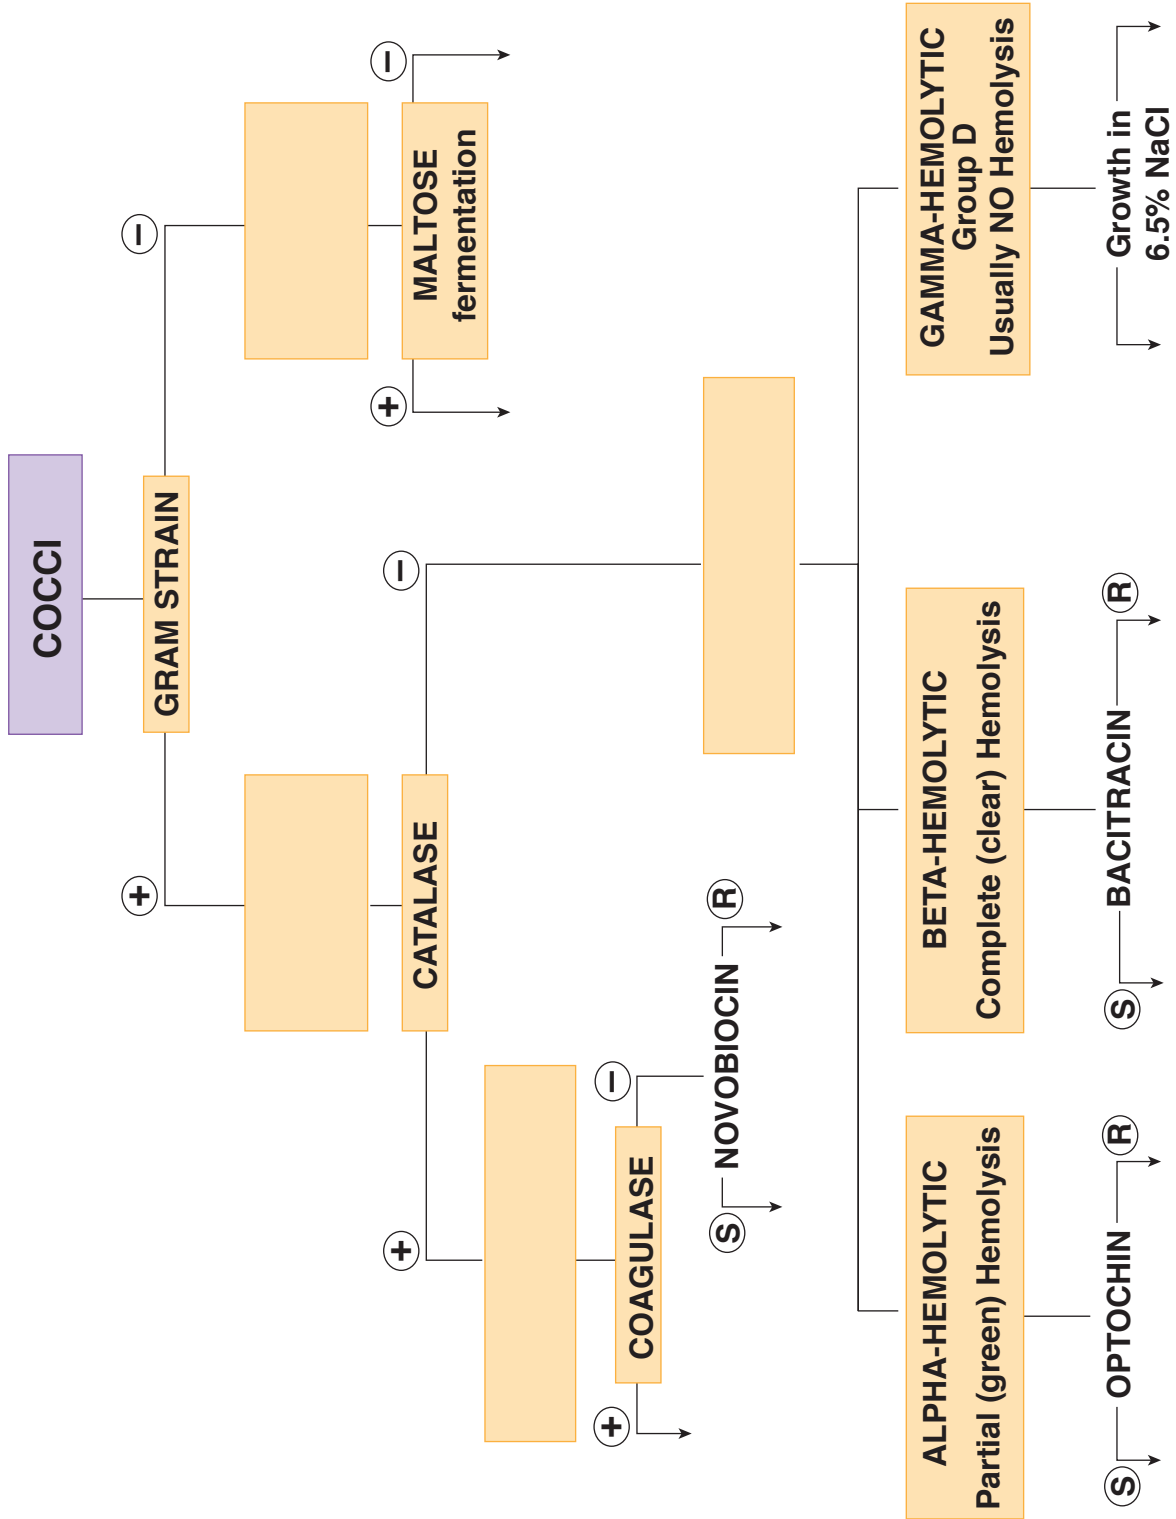 COCCI
GRAM STRAIN
+
−
CATALASE
MALTOSE
fermentation
+
−
+
−
COAGULASE
+
−
NOVOBIOCIN
S
R
ALPHA-HEMOLYTIC
Partial (green) Hemolysis
BETA-HEMOLYTIC
Complete (clear) Hemolysis
GAMMA-HEMOLYTIC
Group D
Usually NO Hemolysis
S
OPTOCHIN
R
S
BACITRACIN
R
Growth in
6.5% NaCl